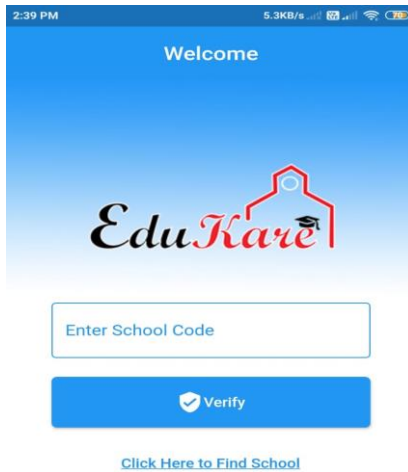 2:39 PM 5.3KB/s 70
Welcome
EduKare
Enter School Code
Verify
Click Here to Find School